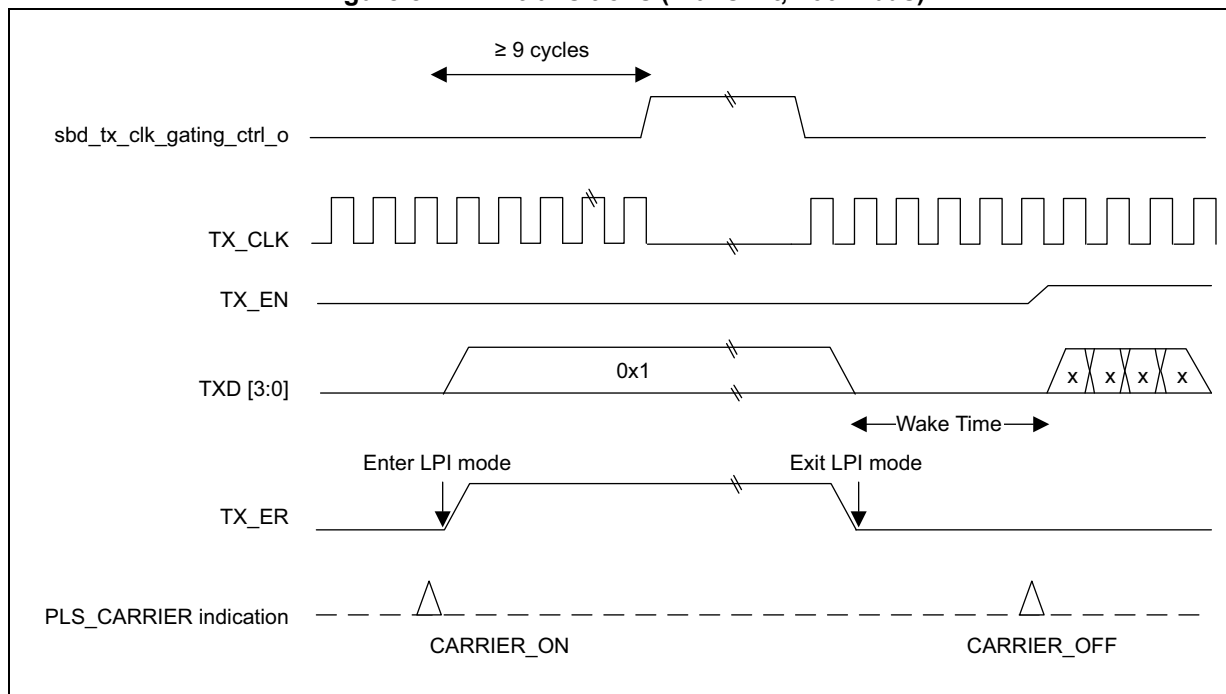 ≥ 9 cycles
sbd_tx_clk_gating_ctrl_o
TX_CLK
TX_EN
TXD [3:0]
0x1
x x x x
Wake Time
Enter LPI mode
Exit LPI mode
TX_ER
PLS_CARRIER indication
CARRIER_ON
CARRIER_OFF